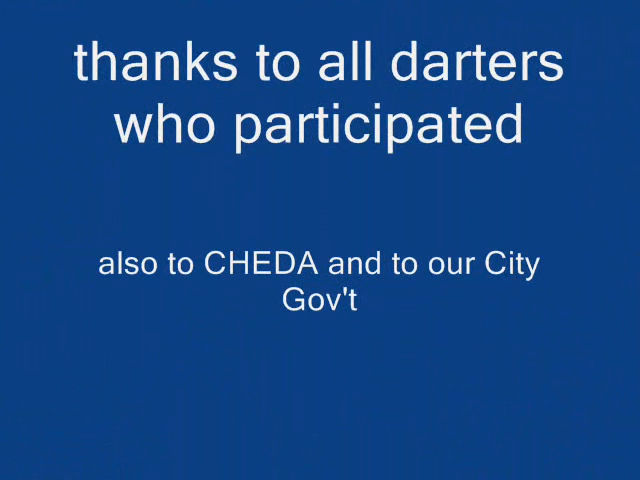 thanks to all darters
who participated
also to CHEDA and to our City
Gov't